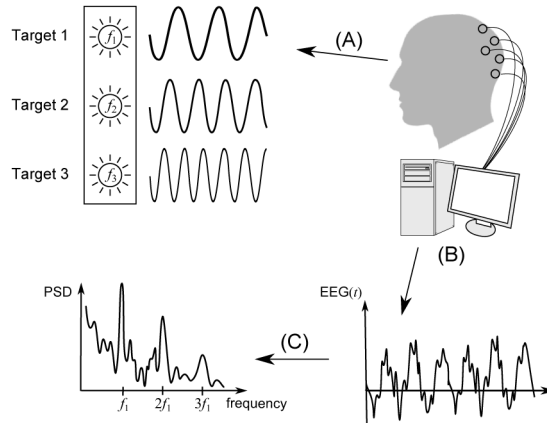 Target 1
f1
(A)
Target 2
f2
Target 3
f3
(B)
PSD
EEG(t)
(C)
f1
2f1
3f1
frequency